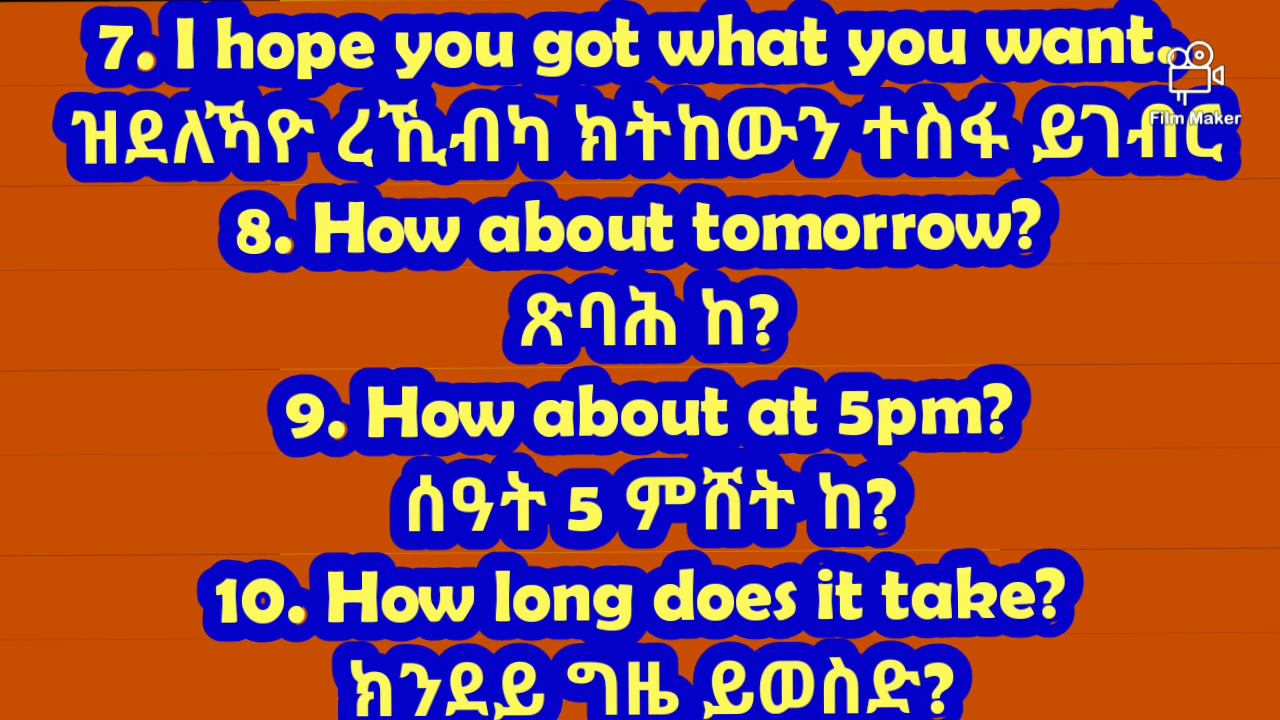 7. I hope you got what you want.
Film Maker
ዝደለኻዮ ረኺብካ ክትከውን ተስፋ ይገብር
8. How about tomorrow?
ጽባሕ ከ?
9. How about at 5pm?
ሰዓት 5 ምሸት ከ?
10. How long does it take?
ክንደይ ግዜ ይወስድ?